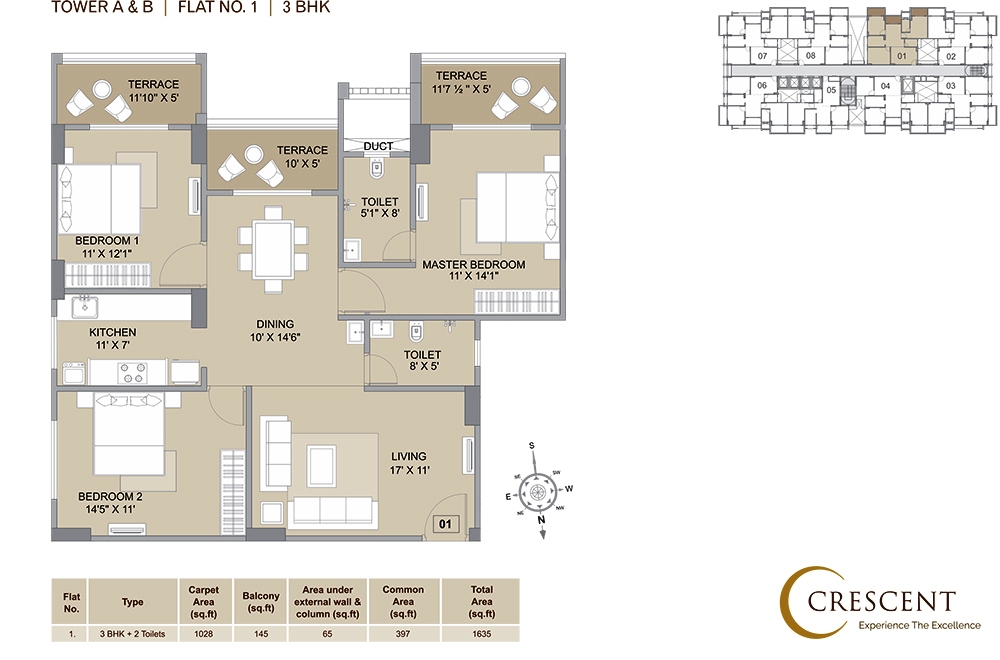 TOWER A & B | FLAT NO. 1 | 3 BHK
07 08 01 02
06 05 04 03
TERRACE
11'10" X 5'
TERRACE
11'7 ½ " X 5'
TERRACE
10' X 5'
DUCT
TOILET
5'1" X 8'
BEDROOM 1
11' X 12'1"
MASTER BEDROOM
11' X 14'1"
KITCHEN
11' X 7'
DINING
10' X 14'6"
TOILET
8' X 5'
BEDROOM 2
14'5" X 11'
LIVING
17' X 11'
01
S
SE SW
E W
NE NW
N
Flat No. Type Carpet Area (sq.ft) Balcony (sq.ft) Area under external wall & column (sq.ft) Common Area (sq.ft) Total Area (sq.ft)
1. 3 BHK + 2 Toilets 1028 145 65 397 1635
CRESCENT
Experience The Excellence